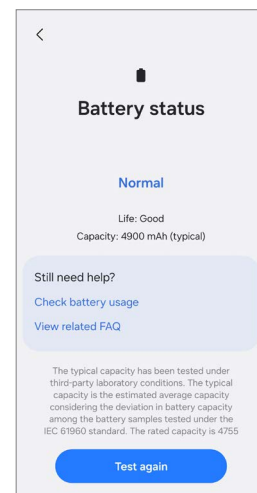 Battery status
Normal
Life: Good
Capacity: 4900 mAh (typical)
Still need help?
Check battery usage
View related FAQ
The typical capacity has been tested under
third-party laboratory conditions. The typical
capacity is the estimated average capacity
considering the deviation in battery capacity
among the battery samples tested under the
IEC 61960 standard. The rated capacity is 4755
Test again